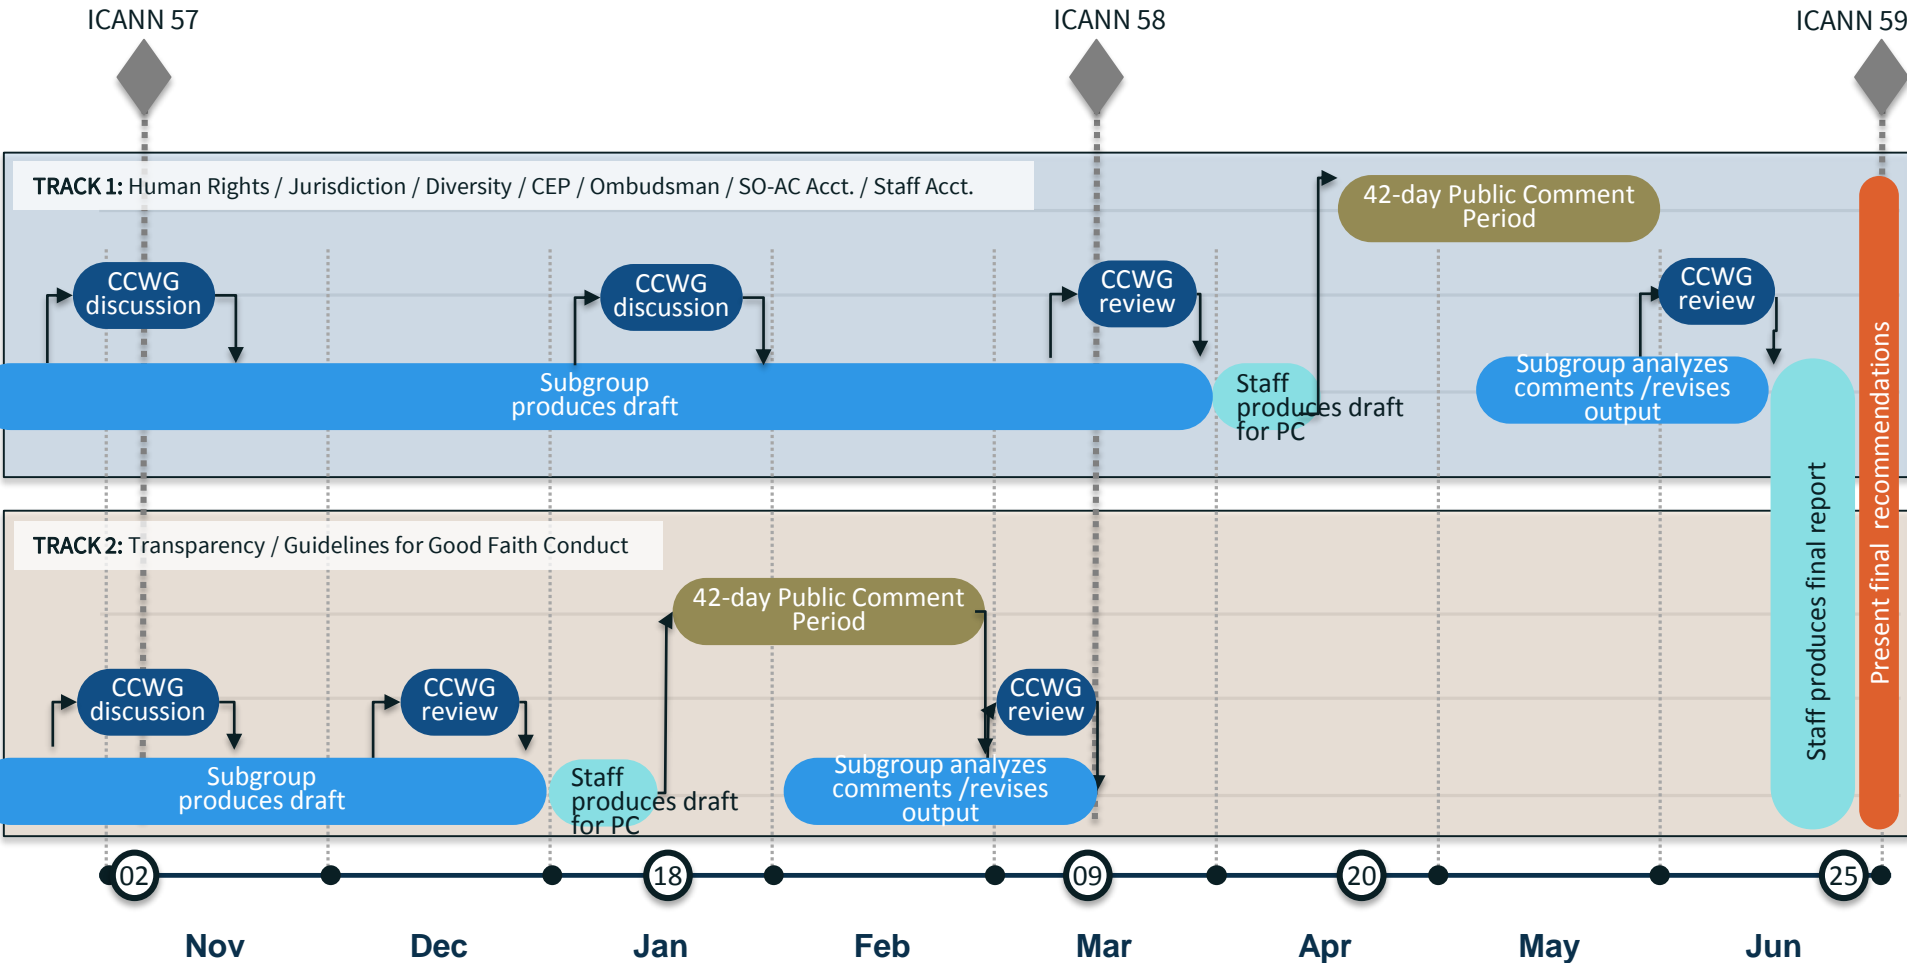 ICANN 57
ICANN 58
ICANN 59
TRACK 1: Human Rights / Jurisdiction / Diversity / CEP / Ombudsman / SO-AC Acct. / Staff Acct.
42-day Public Comment
Period
CCWG
discussion
CCWG
discussion
CCWG
review
CCWG
review
Subgroup
produces draft
Staff
produces draft
for PC
Subgroup analyzes
comments /revises
output
Staff produces final report
Present final recommendations
TRACK 2: Transparency / Guidelines for Good Faith Conduct
42-day Public Comment
Period
CCWG
discussion
CCWG
review
CCWG
review
Subgroup
produces draft
Staff
produces draft
for PC
Subgroup analyzes
comments /revises
output
02
18
09
20
25
Nov
Dec
Jan
Feb
Mar
Apr
May
Jun